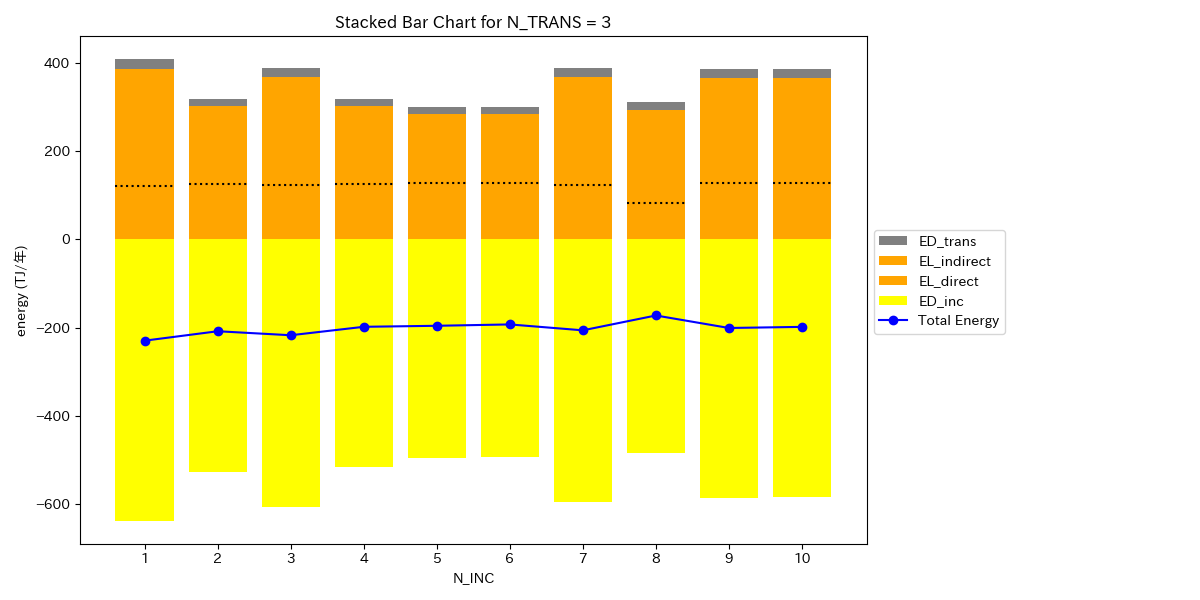 Stacked Bar Chart for N_TRANS = 3
energy (TJ/年)
400
200
0
−200
−400
−600
1 2 3 4 5 6 7 8 9 10
N_INC
ED_trans
EL_indirect
EL_direct
ED_inc
Total Energy